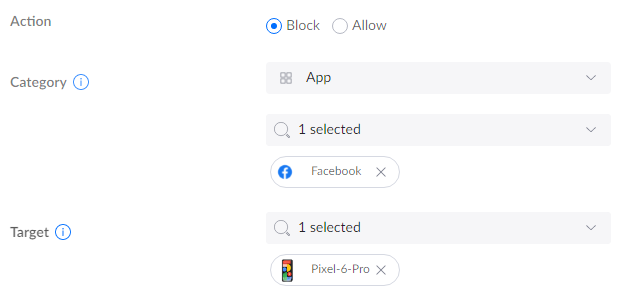 Action
Block Allow
Category
App
1 selected
Facebook
Target
1 selected
Pixel-6-Pro